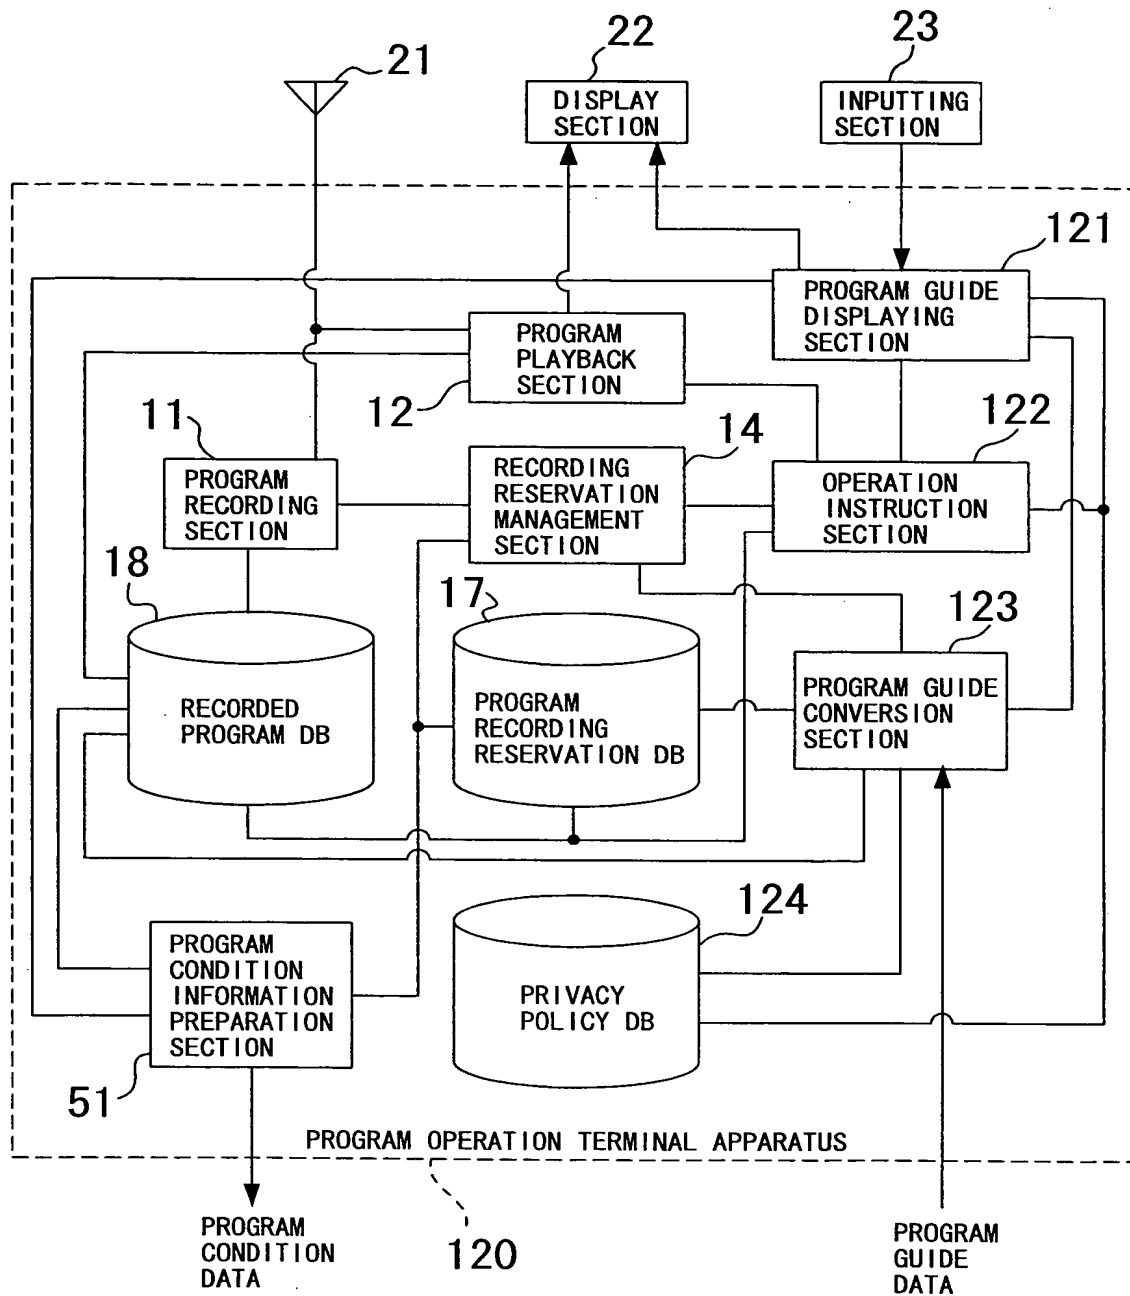 21
22
23
DISPLAY
SECTION
INPUTTING
SECTION
121
PROGRAM GUIDE
DISPLAYING
SECTION
PROGRAM
PLAYBACK
SECTION
12
11
14
122
PROGRAM
RECORDING
SECTION
RECORDING
RESERVATION
MANAGEMENT
SECTION
OPERATION
INSTRUCTION
SECTION
18
17
123
RECORDED
PROGRAM DB
PROGRAM
RECORDING
RESERVATION DB
PROGRAM GUIDE
CONVERSION
SECTION
124
PROGRAM
CONDITION
INFORMATION
PREPARATION
SECTION
PRIVACY
POLICY DB
51
PROGRAM OPERATION TERMINAL APPARATUS
PROGRAM
CONDITION
DATA
120
PROGRAM
GUIDE
DATA